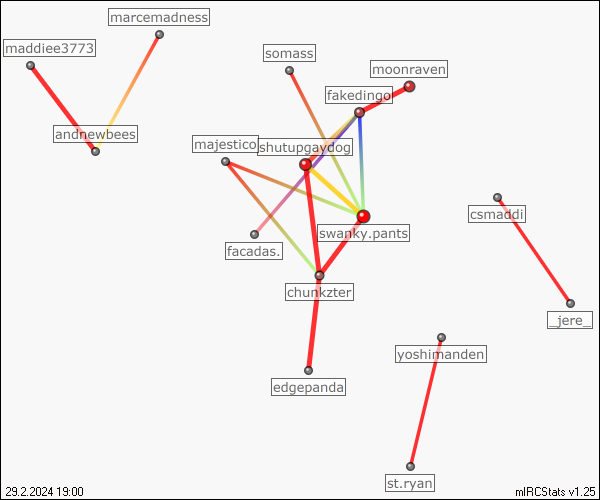 marcemadness
maddiee3773
somass
moonraven
fakedingo
andnewbees
majestico
shutupgaydog
csmaddi
swanky.pants
facadas.
chunkzter
_jere_
yoshimanden
edgepanda
st.ryan
29.2.2024 19:00
mIRCStats v1.25